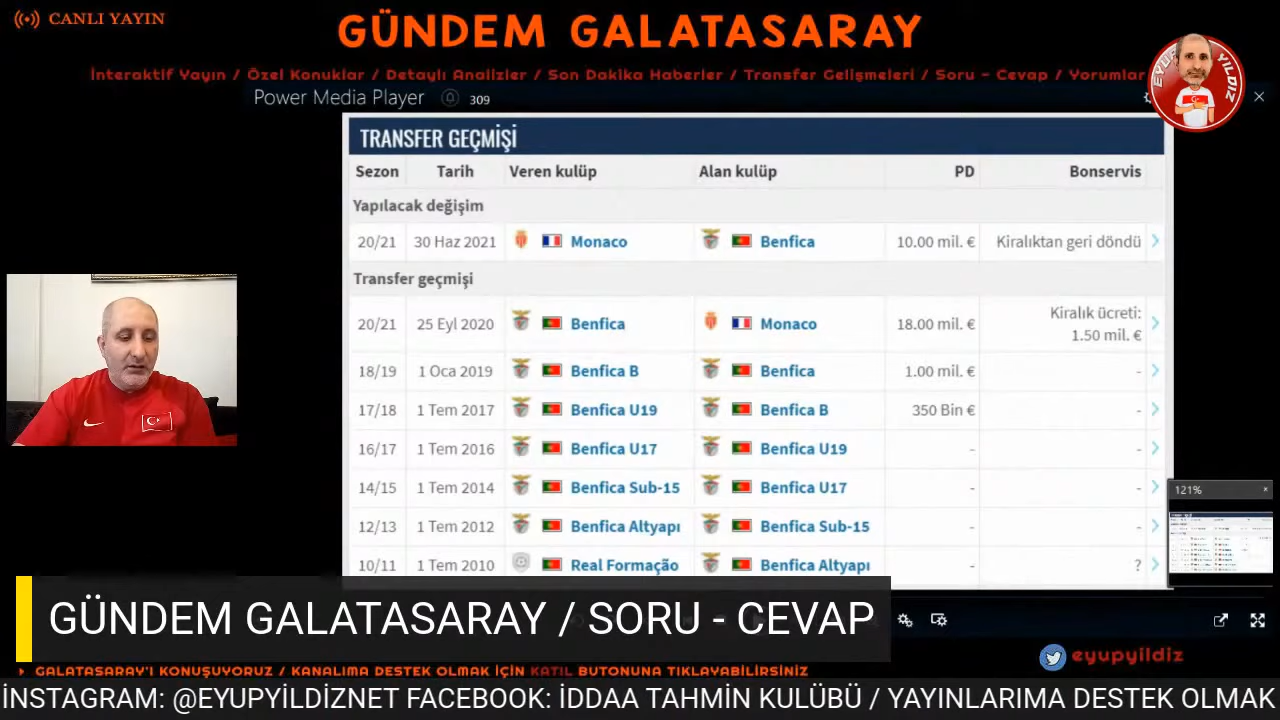 CANLI YAYIN
GÜNDEM GALATASARAY
İnteraktif Yayın / Özel Konuklar / Detaylı Analizler / Son Dakika Haberler / Transfer Gelişmeleri / Soru - Cevap / Yorumlar
EYUP YILDIZ
Power Media Player 309
TRANSFER GEÇMİŞİ
Sezon Tarih Veren kulüp Alan kulüp PD Bonservis
Yapılacak değişim
20/21 30 Haz 2021 Monaco Benfica 10.00 mil. € Kiralıktan geri döndü
Transfer geçmişi
20/21 25 Eyl 2020 Benfica Monaco 18.00 mil. € Kiralık ücreti:
1.50 mil. €
18/19 1 Oca 2019 Benfica B Benfica 1.00 mil. € -
17/18 1 Tem 2017 Benfica U19 Benfica B 350 Bin € -
16/17 1 Tem 2016 Benfica U17 Benfica U19 - -
14/15 1 Tem 2014 Benfica Sub-15 Benfica U17 - -
12/13 1 Tem 2012 Benfica Altyapı Benfica Sub-15 - -
10/11 1 Tem Real Formação Benfica Altyapı - ?
121%
GÜNDEM GALATASARAY / SORU - CEVAP
eyupyildiz
GALATASARAY'I KONUŞUYORUZ / KANALIMA DESTEK OLMAK İÇİN KATIL BUTONUNA TIKLAYABİLİRSİNİZ
İNSTAGRAM: @EYUPYİLDİZNET FACEBOOK: İDDAA TAHMİN KULÜBÜ / YAYINLARIMA DESTEK OLMAK